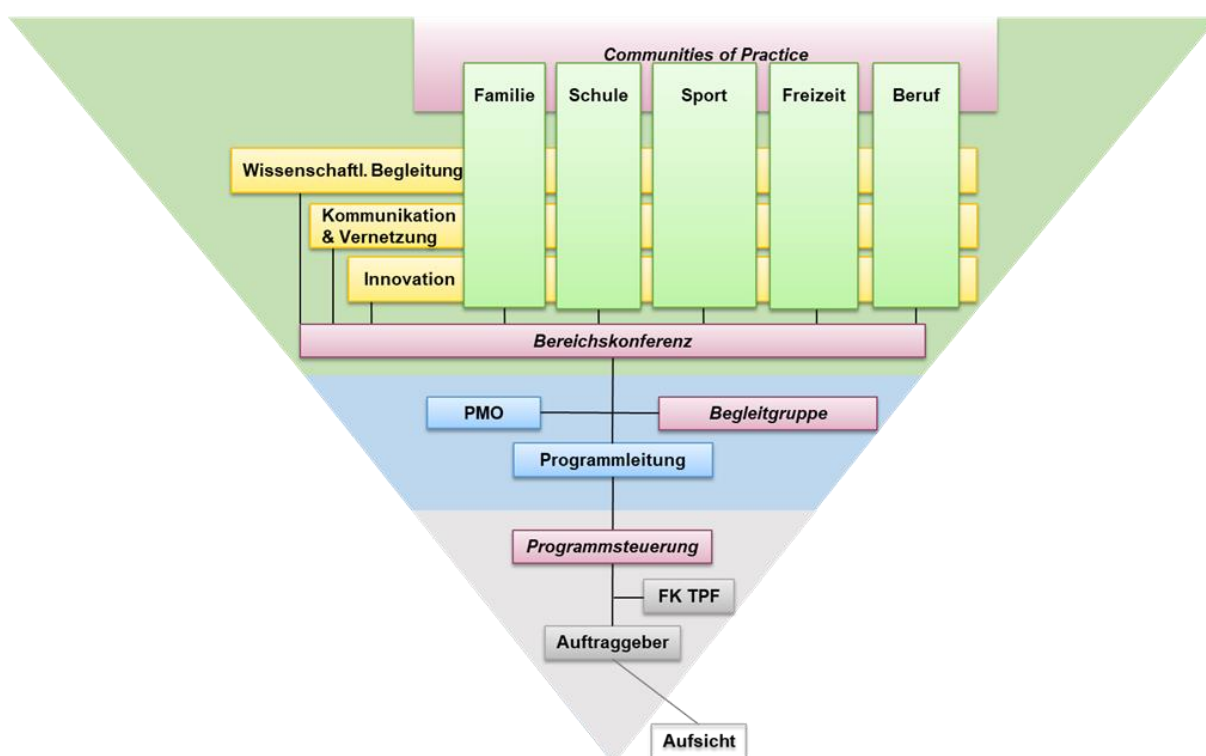 Communities of Practice
Familie
Schule
Sport
Freizeit
Beruf
Wissenschaftl. Begleitung
Kommunikation
& Vernetzung
Innovation
Bereichskonferenz
PMO
Begleitgruppe
Programmleitung
Programmsteuerung
FK TPF
Auftraggeber
Aufsicht